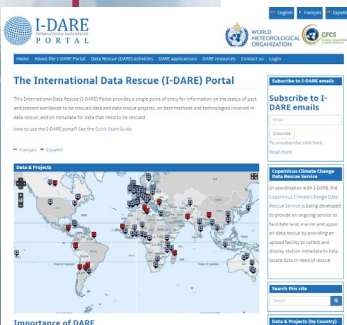 English Français Español
I-DARE
INTERNATIONAL DATA RESCUE
PORTAL
WORLD
METEOROLOGICAL
ORGANIZATION
GFCS
Home About the I-DARE Portal Data Rescue (DARE) activities DARE applications DARE resources Contact us Login
The International Data Rescue (I-DARE) Portal
This International Data Rescue (I-DARE) Portal provides a single point of entry for information on the status of past
and present worldwide to be rescued data and data rescue projects, on best methods and technologies involved in
data rescue, and on metadata for data that need to be rescued.
How to use the I-DARE portal? See the Quick Start Guide.
Français Español
Data & Projects
Importance of DARE
Subscribe to I-DARE emails
Subscribe to I-
DARE emails
Email
Subscribe
To unsubscribe click here
Read more
Copernicus Climate Change
Data Rescue Service
In coordination with I-DARE, the
Copernicus Climate Change Data
Rescue Service is being developed
to provide an ongoing service to
facilitate land, marine and upper
air data rescue by providing an
upload facility to collect and
display station metadata to help
locate data in need of rescue
Search this site
Search
Data & Projects (by Country)